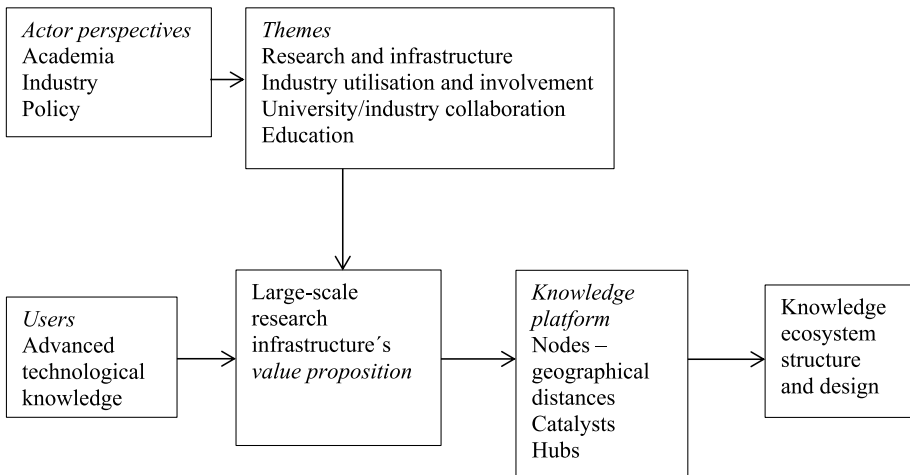 Actor perspectives
Academia
Industry
Policy
Themes
Research and infrastructure
Industry utilisation and involvement
University/industry collaboration
Education
Users
Advanced
technological
knowledge
Large-scale
research
infrastructure´s
value proposition
Knowledge
platform
Nodes –
geographical
distances
Catalysts
Hubs
Knowledge
ecosystem
structure
and design